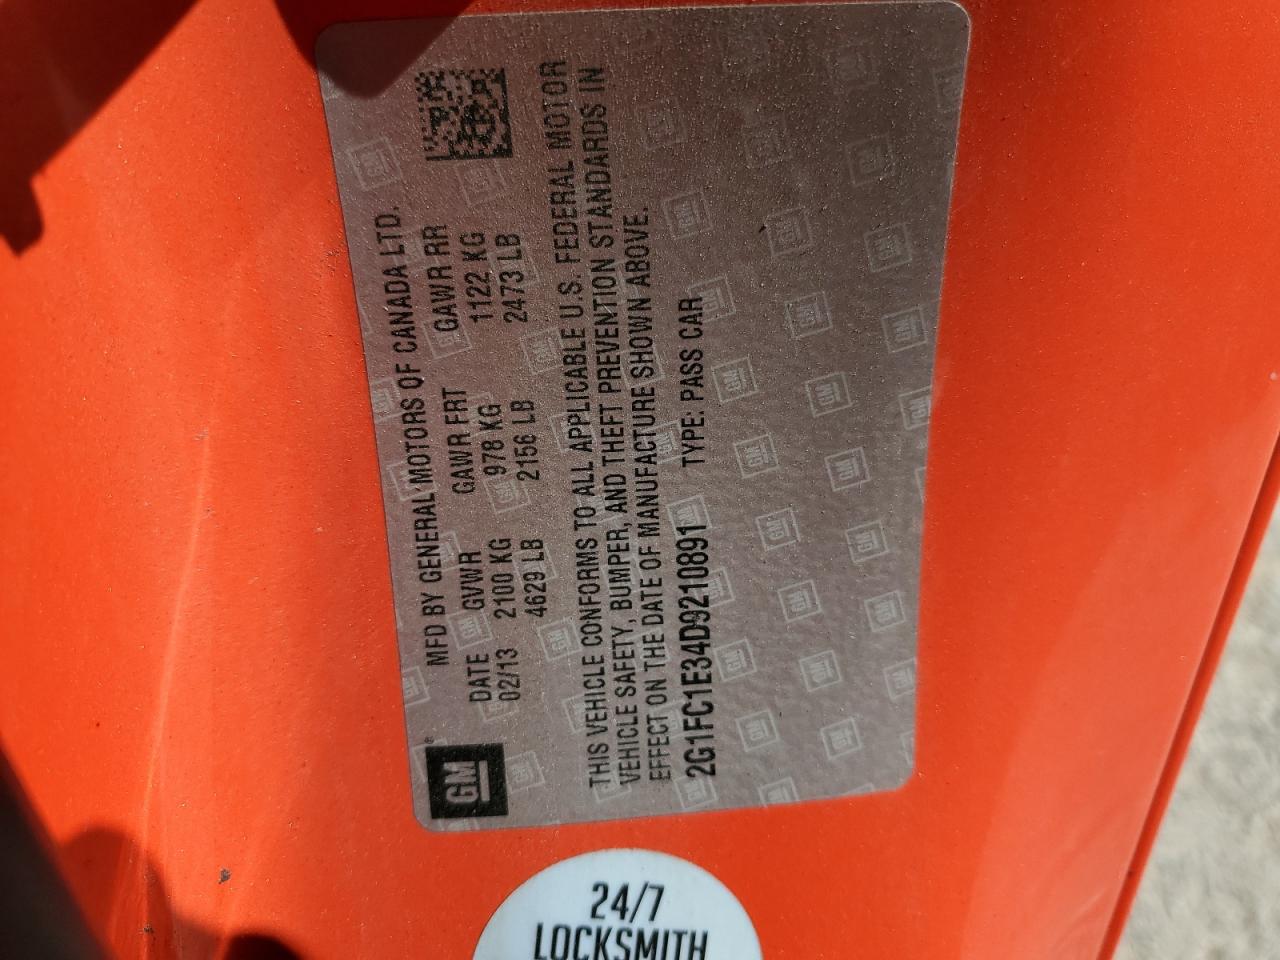 MFD BY GENERAL MOTORS OF CANADA LTD.
DATE GVWR GAWR FRT GAWR RR
02/13 2100 KG 978 KG 1122 KG
4629 LB 2156 LB 2473 LB
THIS VEHICLE CONFORMS TO ALL APPLICABLE U.S. FEDERAL MOTOR
VEHICLE SAFETY, BUMPER, AND THEFT PREVENTION STANDARDS IN
EFFECT ON THE DATE OF MANUFACTURE SHOWN ABOVE.
2G1FC1E34D9210891 TYPE: PASS CAR
GM®
24/7
LOCKSMITH